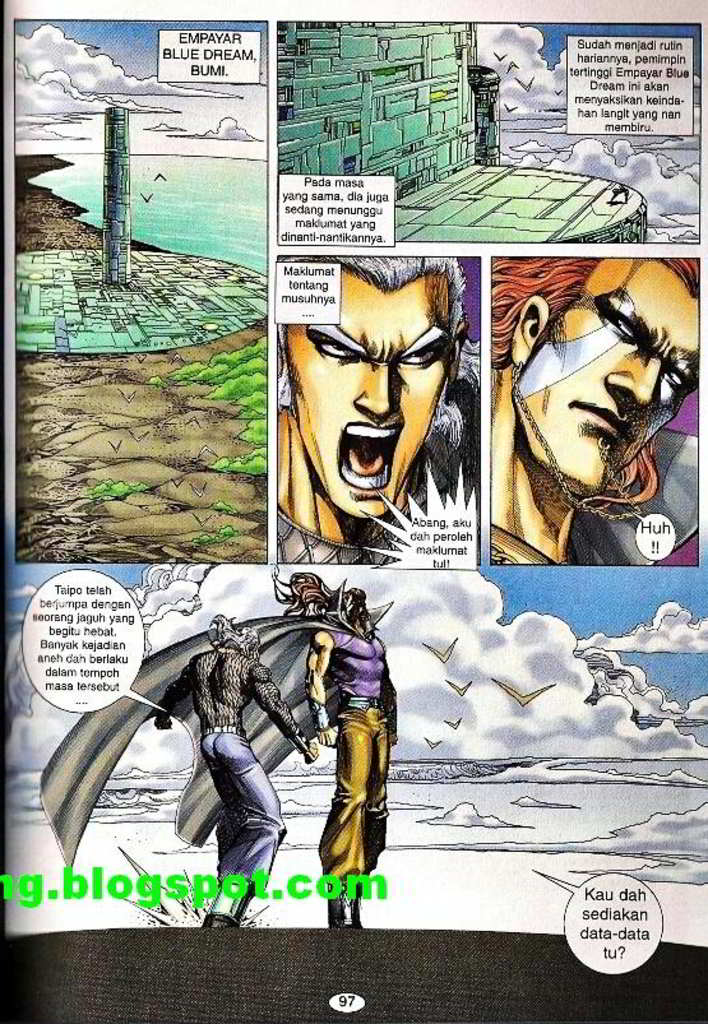 EMPAYAR
BLUE DREAM,
BUMI.
Sudah menjadi rutin
hariannya, pemimpin
tertinggi Empayar Blue
Dream ini akan
menyaksikan keinda-
han langit yang nan
membiru.
Pada masa
yang sama, dia juga
sedang menunggu
maklumat yang
dinanti-nantikannya.
Maklumat
tentang
musuhnya
....
Abang, aku
dah peroleh
maklumat
tu!
Huh
!!
Taipo telah
berjumpa dengan
seorang jaguh yang
begitu hebat.
Banyak kejadian
aneh dah berlaku
dalam tempoh
masa tersebut
....
ng.blogspot.com
Kau dah
sediakan
data-data
tu?
97